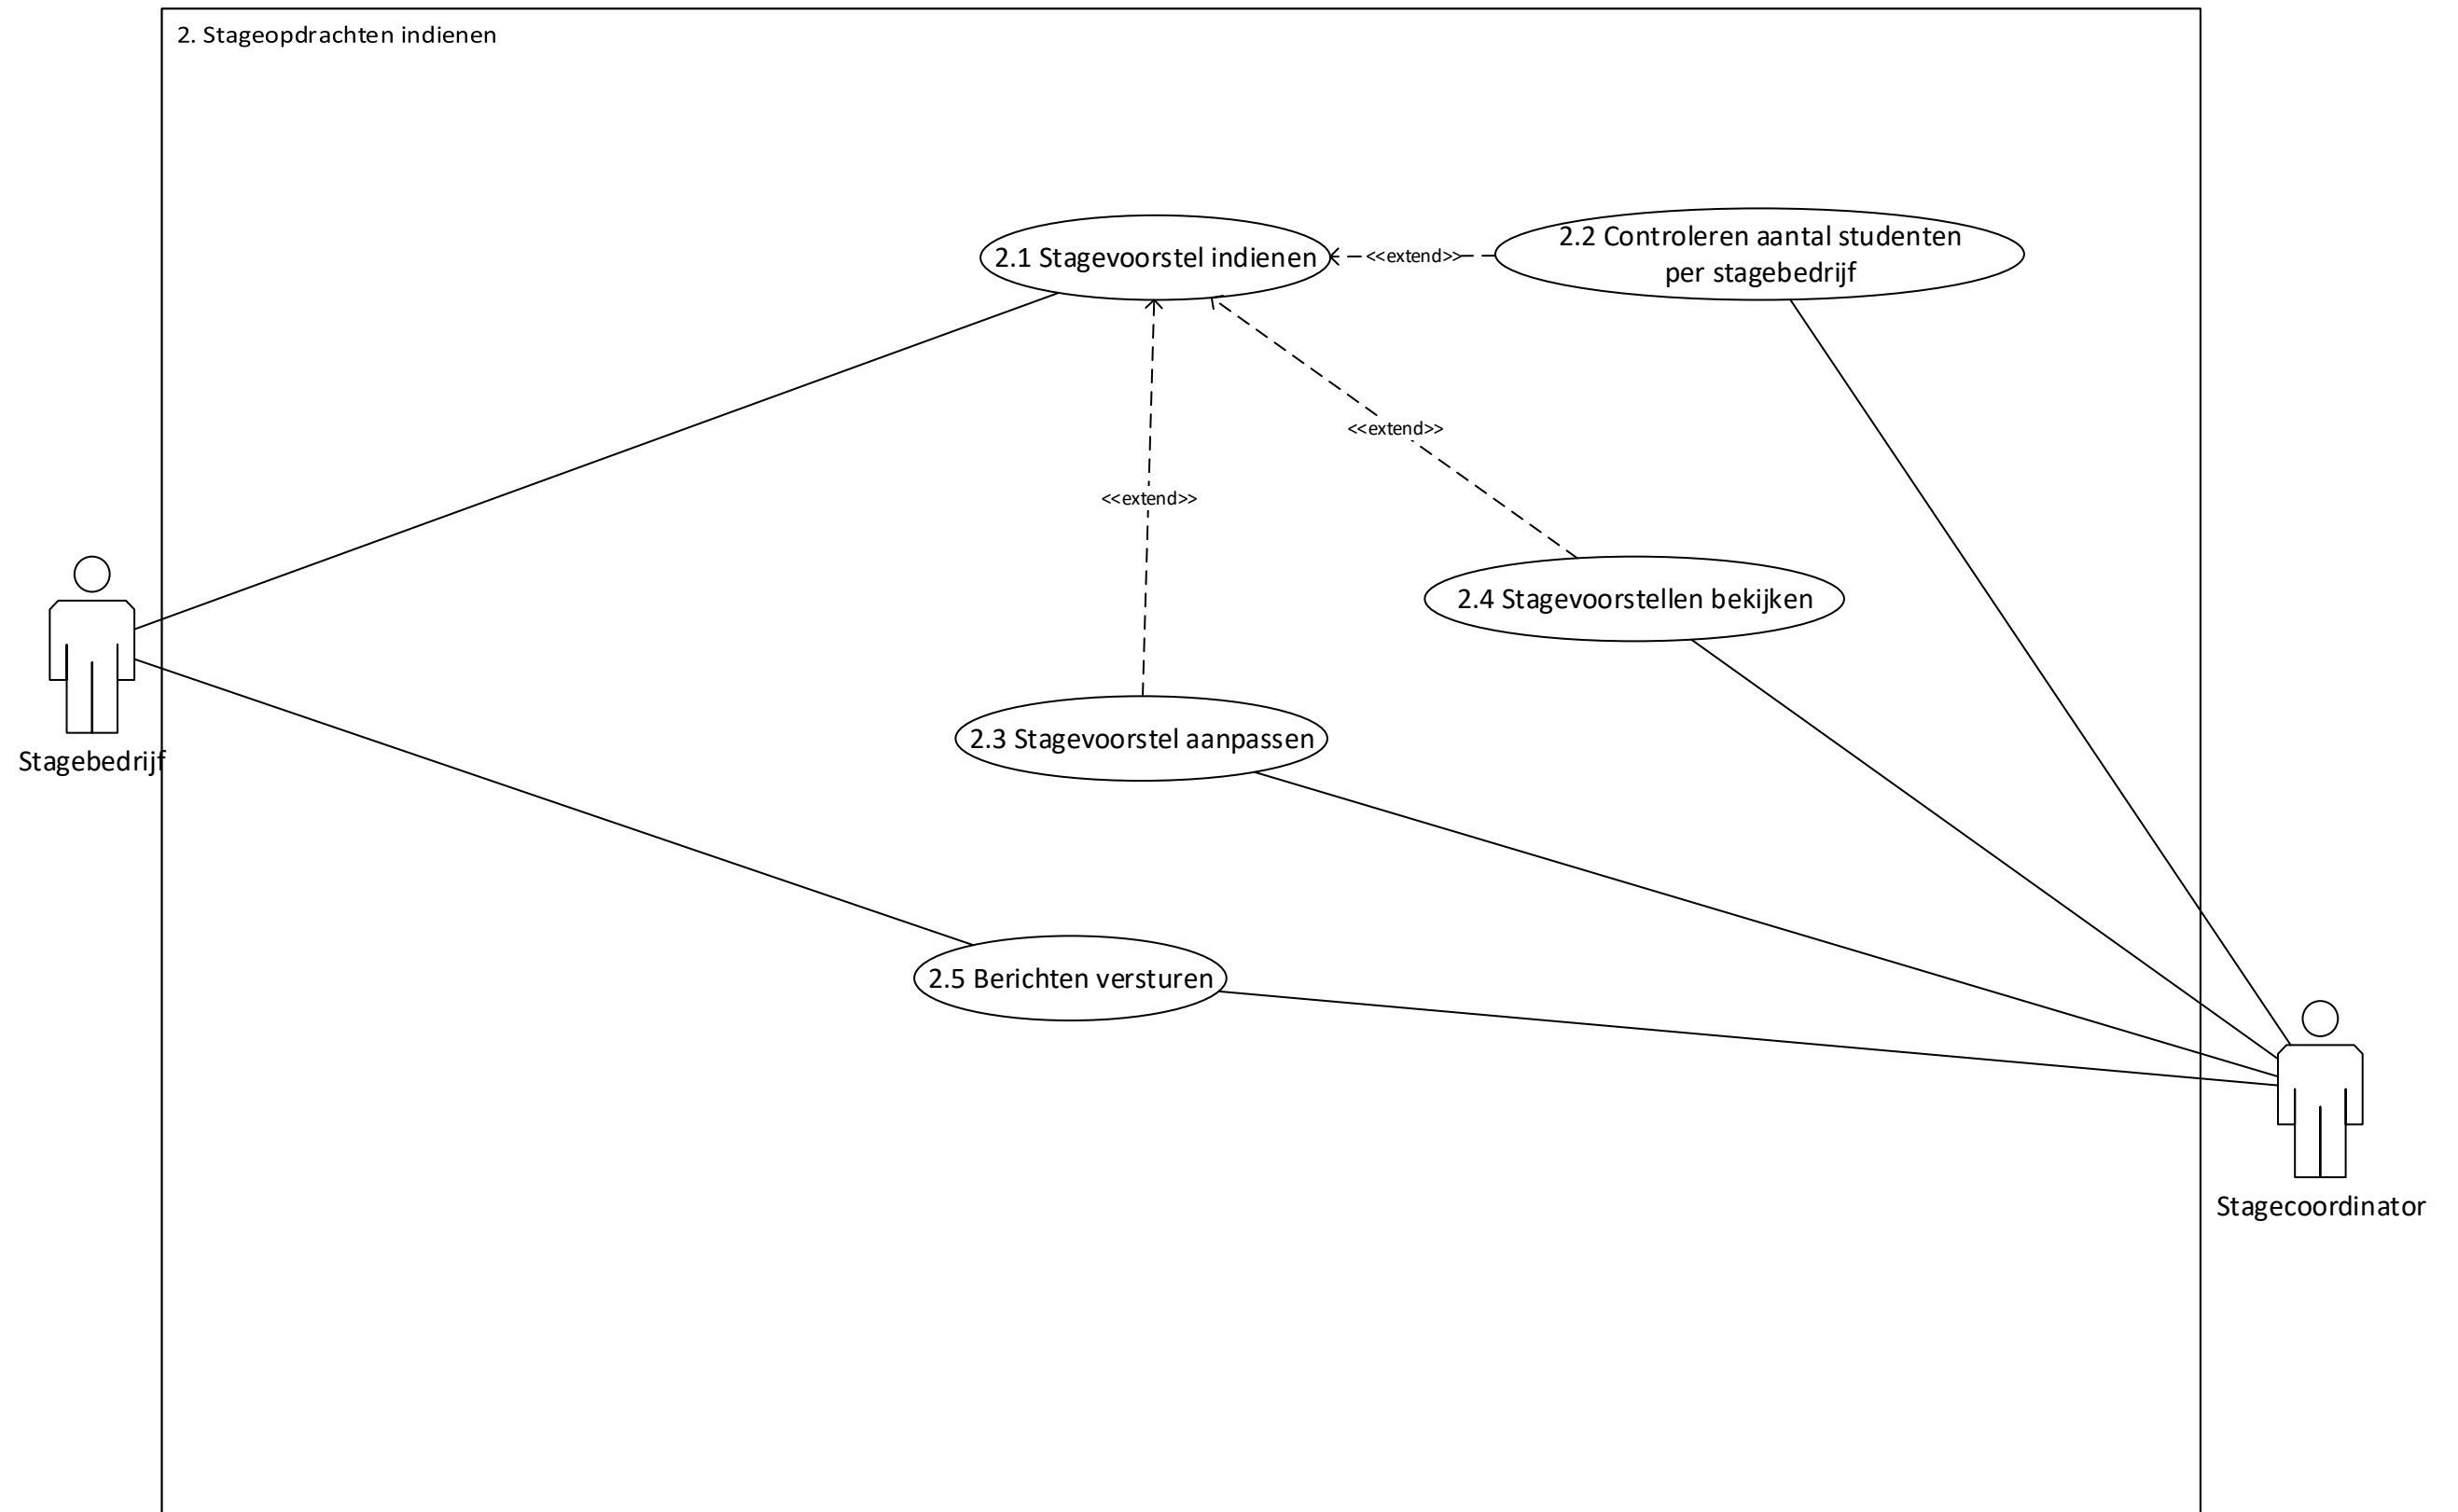 2. Stageopdrachten indienen
2.1 Stagevoorstel indienen
<<extend>>
2.2 Controleren aantal studenten
per stagebedrijf
<<extend>>
<<extend>>
2.4 Stagevoorstellen bekijken
2.3 Stagevoorstel aanpassen
Stagebedrijf
2.5 Berichten versturen
Stagecoordinator